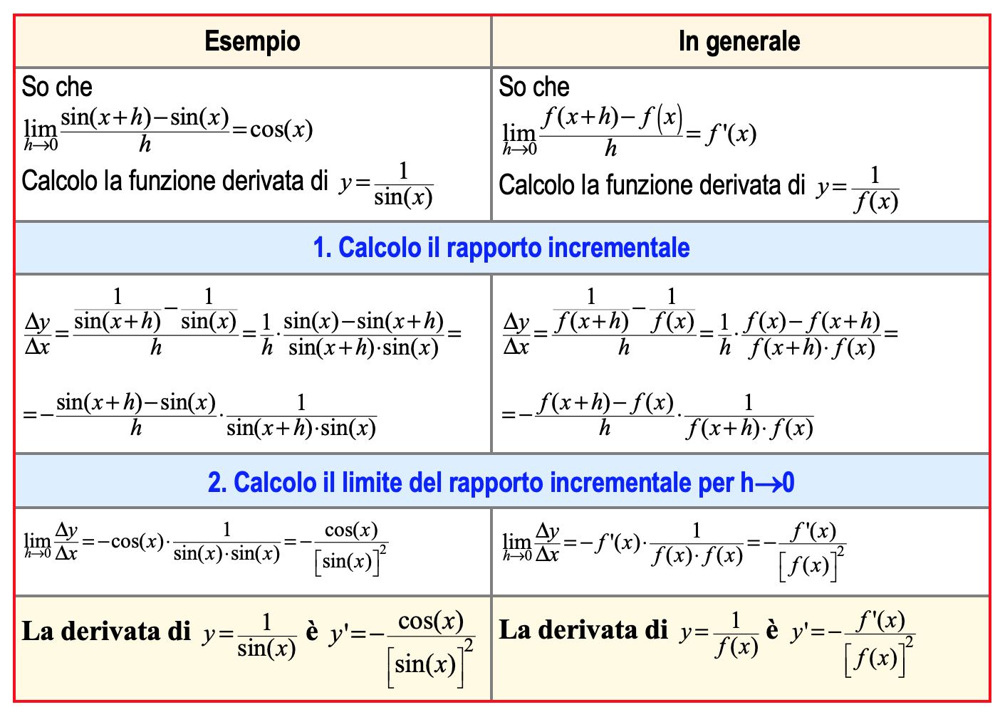 Esempio
In generale
So che
lim h→0 (sin(x+h)−sin(x))/h = cos(x)
Calcolo la funzione derivata di y = 1/sin(x)
So che
lim h→0 (f(x+h)−f(x))/h = f'(x)
Calcolo la funzione derivata di y = 1/f(x)
1. Calcolo il rapporto incrementale
Δy/Δx = (1/sin(x+h) − 1/sin(x))/h = 1/h · (sin(x)−sin(x+h))/(sin(x+h)·sin(x)) =
= − (sin(x+h)−sin(x))/h · 1/(sin(x+h)·sin(x))
Δy/Δx = (1/f(x+h) − 1/f(x))/h = 1/h · (f(x)−f(x+h))/(f(x+h)·f(x)) =
= − (f(x+h)−f(x))/h · 1/(f(x+h)·f(x))
2. Calcolo il limite del rapporto incrementale per h→0
lim h→0 Δy/Δx = −cos(x) · 1/(sin(x)·sin(x)) = − cos(x)/[sin(x)]²
lim h→0 Δy/Δx = −f'(x) · 1/(f(x)·f(x)) = − f'(x)/[f(x)]²
La derivata di y = 1/sin(x) è y' = − cos(x)/[sin(x)]²
La derivata di y = 1/f(x) è y' = − f'(x)/[f(x)]²